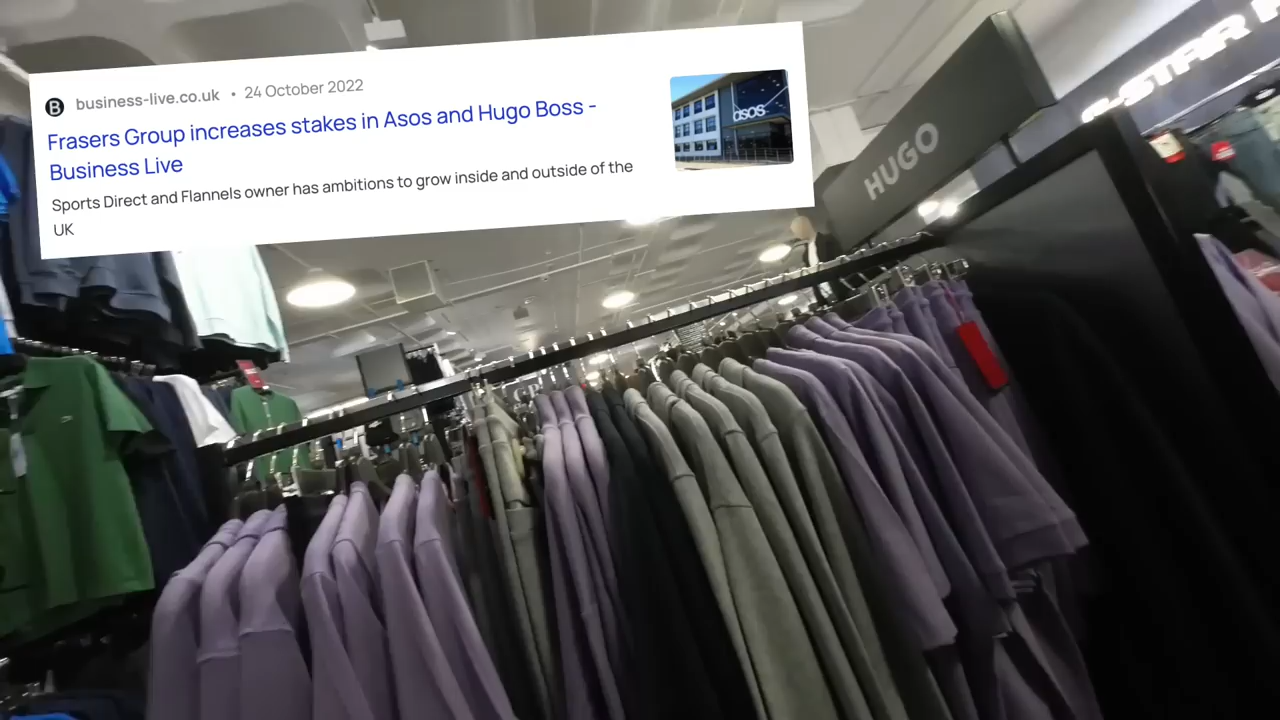 B business-live.co.uk • 24 October 2022
Frasers Group increases stakes in Asos and Hugo Boss -
Business Live
Sports Direct and Flannels owner has ambitions to grow inside and outside of the
UK
asos
HUGO
G-STAR